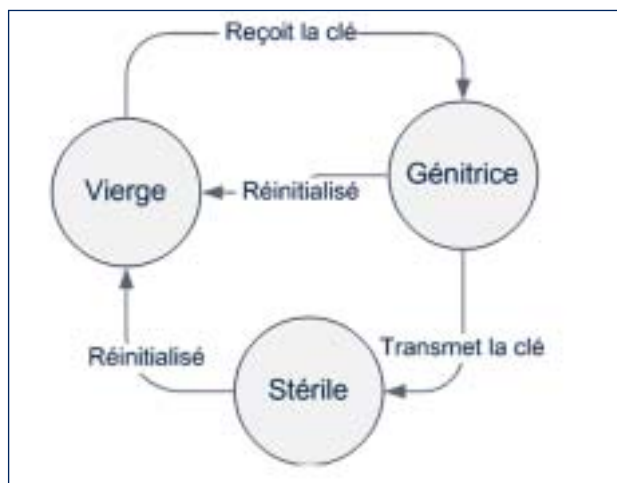 Reçoit la clé
Vierge
Génitrice
Réinitialisé
Réinitialisé
Transmet la clé
Stérile